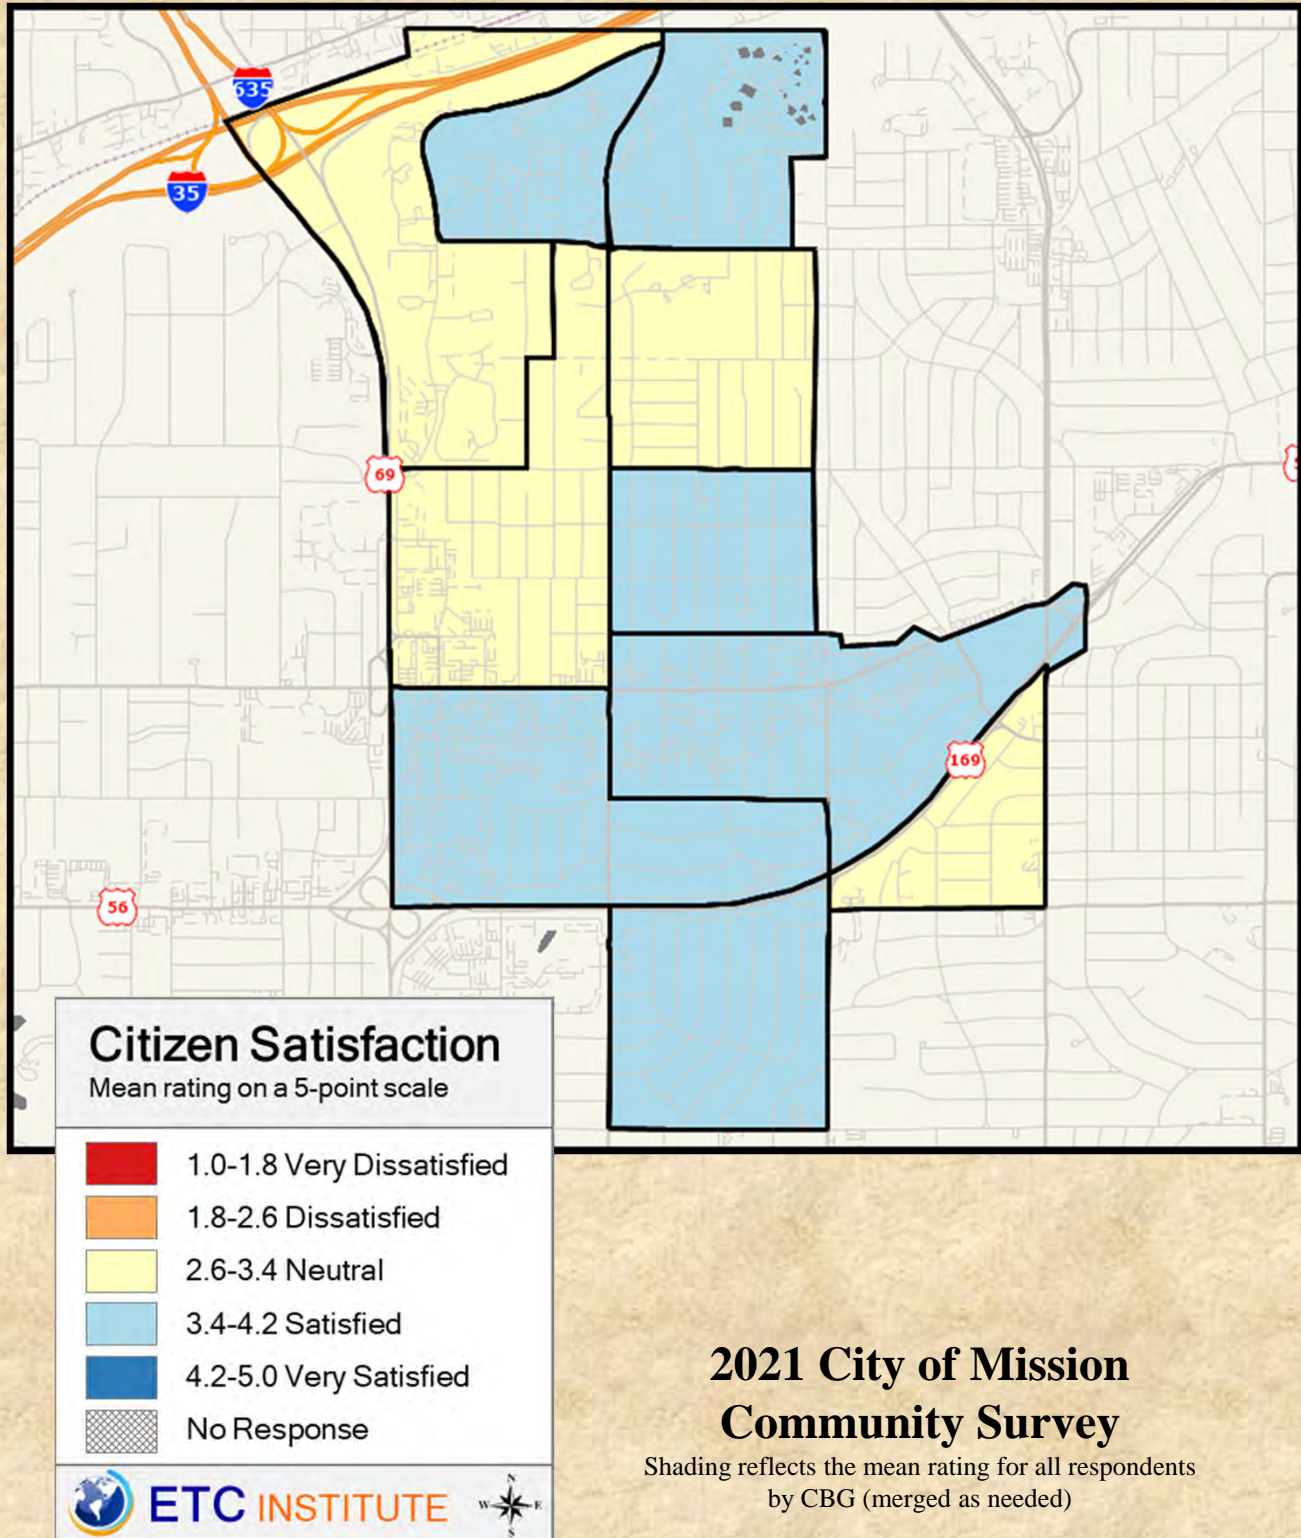 635
35
69
169
56
Citizen Satisfaction
Mean rating on a 5-point scale
1.0-1.8 Very Dissatisfied
1.8-2.6 Dissatisfied
2.6-3.4 Neutral
3.4-4.2 Satisfied
4.2-5.0 Very Satisfied
No Response
ETC INSTITUTE
N
W E
S
2021 City of Mission
Community Survey
Shading reflects the mean rating for all respondents
by CBG (merged as needed)